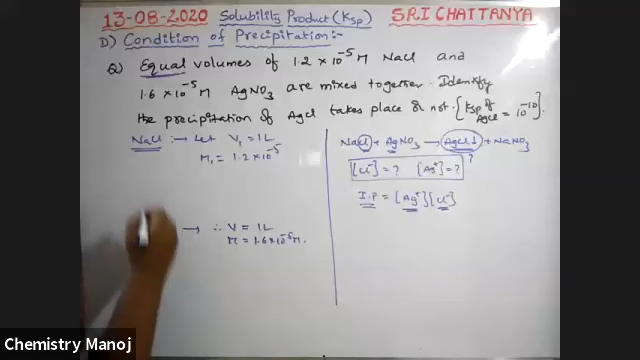 13-08-2020 Solubility Product (Ksp) SRI CHATTANYA
D) Condition of Precipitation:-
Q) Equal volumes of 1.2 × 10⁻⁵ M NaCl and
1.6 × 10⁻⁵ M AgNO₃ are mixed together. Identify
the precipitation of AgCl takes place or not. [Ksp of AgCl = 10⁻¹⁰].
NaCl :→ Let V₁ = 1L
M₁ = 1.2×10⁻⁵
→ ∴ V = 1L
M = 1.6×10⁻⁵ M.
NaCl + AgNO₃ → AgCl↓ + NaNO₃
[Cl⁻] = ? [Ag⁺] = ? ?
I.P = [Ag⁺][Cl⁻]
Chemistry Manoj